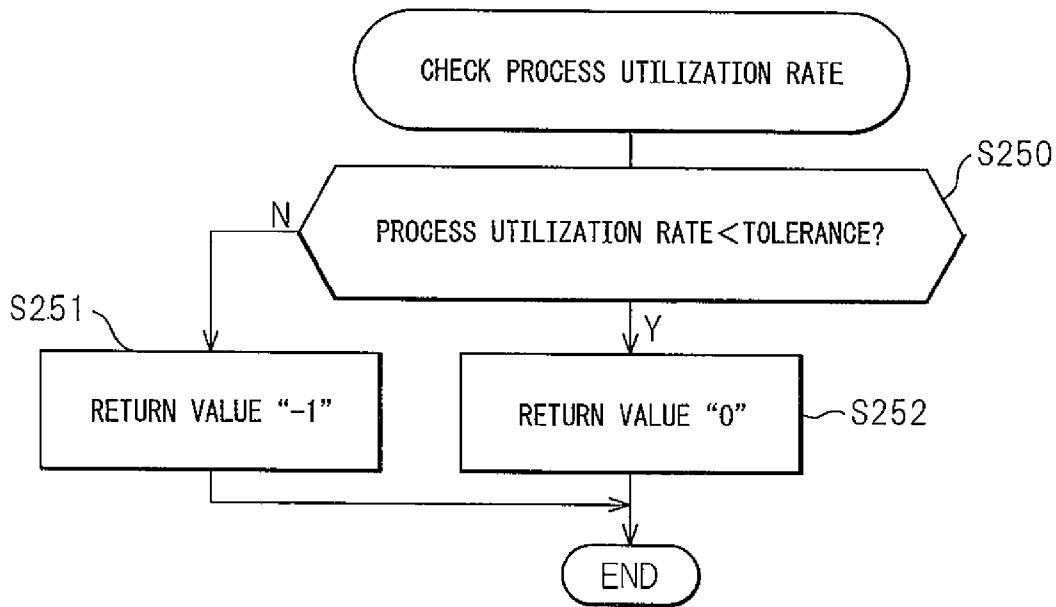 CHECK PROCESS UTILIZATION RATE
S250
PROCESS UTILIZATION RATE<TOLERANCE?
N
Y
S251
RETURN VALUE “-1”
RETURN VALUE “0”
S252
END